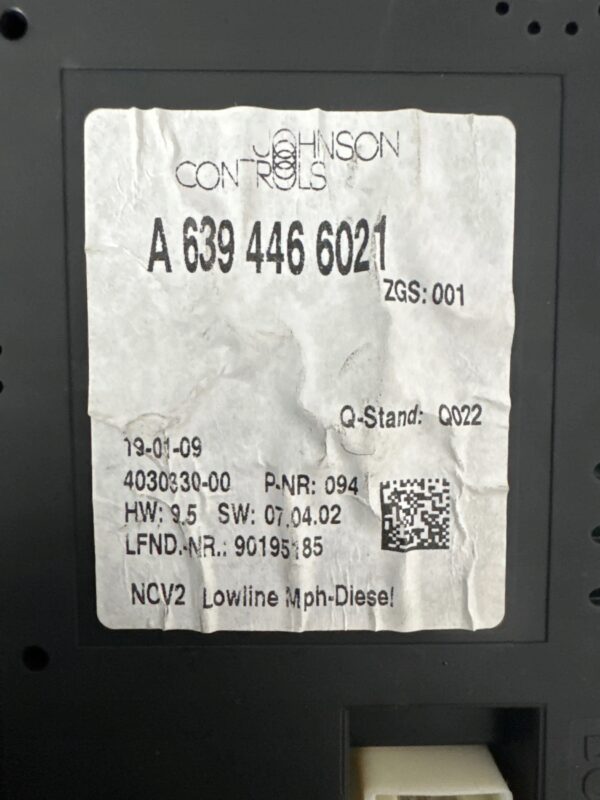 JOHNSON
CONTROLS
A 639 446 6021
ZGS: 001
Q-Stand: Q022
19-01-09
4030330-00 P-NR: 094
HW: 9.5 SW: 07.04.02
LFND.-NR.: 90195185
NCV2 Lowline Mph-Diesel